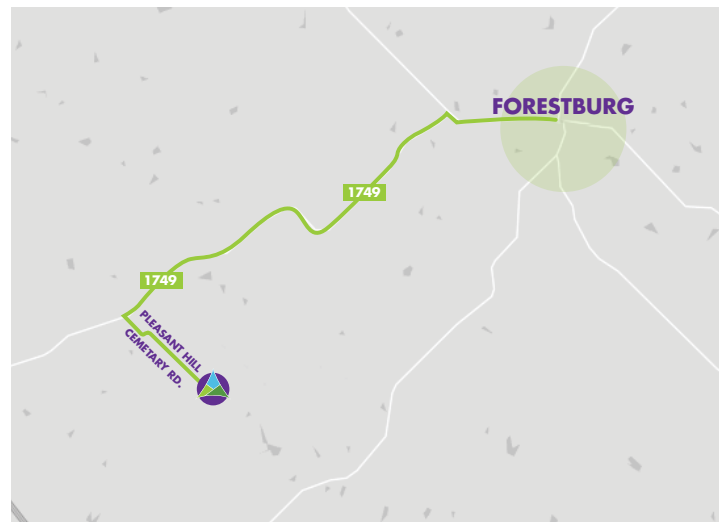 FORESTBURG
1749
1749
PLEASANT HILL
CEMETARY RD.